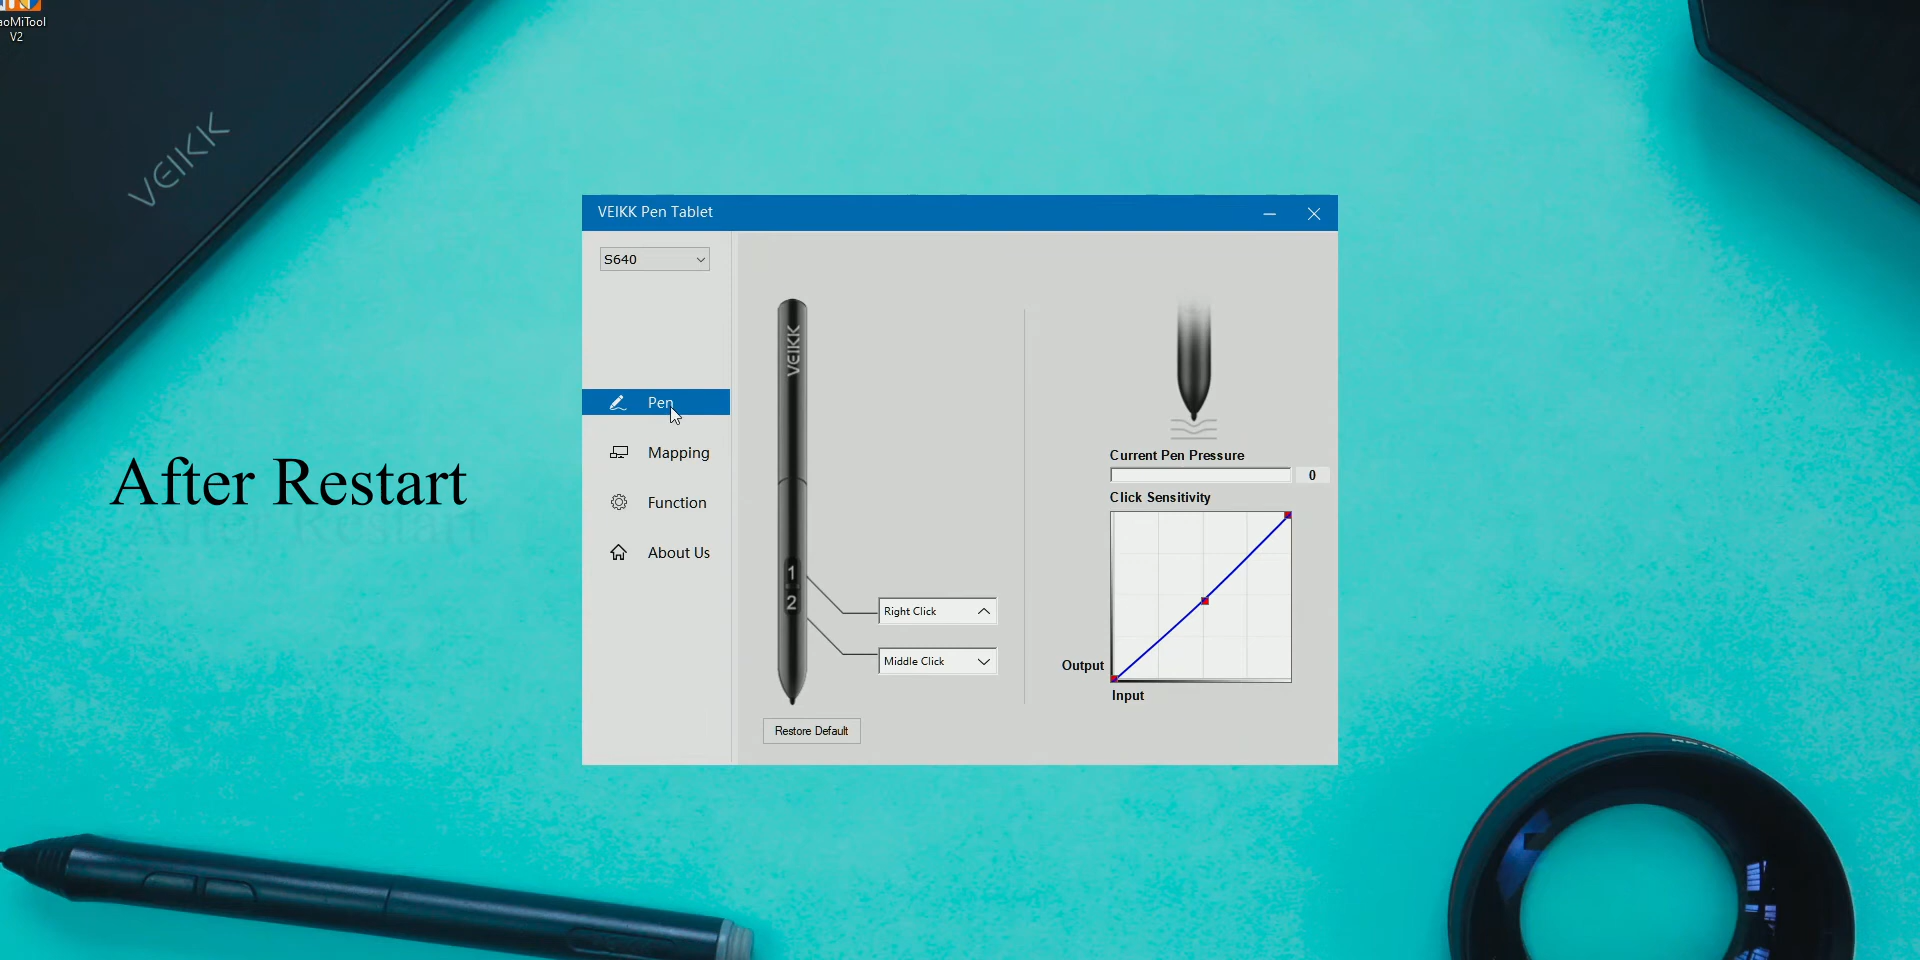 aoMiTool
V2
VEIKK
VEIKK Pen Tablet
S640
Pen
Mapping
Function
About Us
After Restart
VEIKK
1
2
Right Click
Middle Click
Restore Default
Current Pen Pressure
0
Click Sensitivity
Output
Input